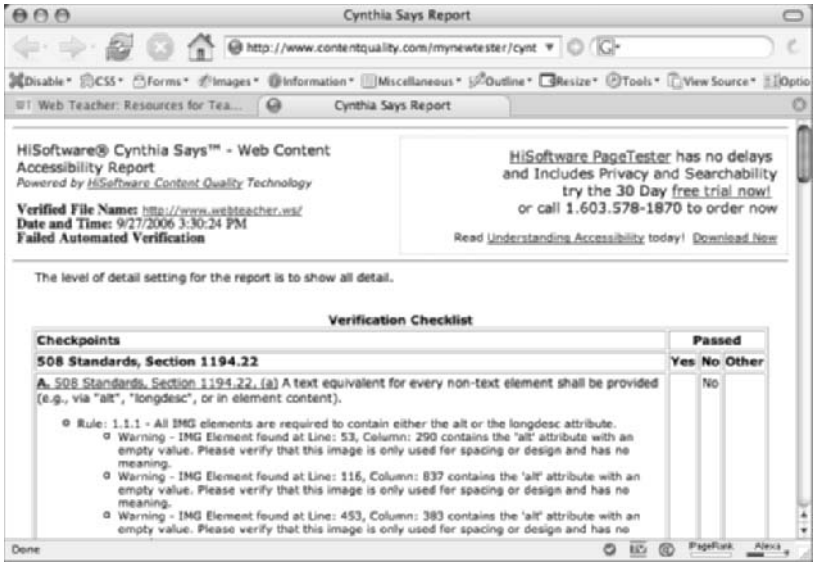 Cynthia Says Report
http://www.contentquality.com/mynewtester/cynt
G
Disable CSS Forms Images Information Miscellaneous Outline Resize Tools View Source Optio
Web Teacher: Resources for Tea... Cynthia Says Report
HiSoftware® Cynthia Says™ - Web Content
Accessibility Report
Powered by HiSoftware Content Quality Technology
Verified File Name: http://www.webteacher.ws/
Date and Time: 9/27/2006 3:30:24 PM
Failed Automated Verification
HiSoftware PageTester has no delays
and Includes Privacy and Searchability
try the 30 Day free trial now!
or call 1.603.578-1870 to order now
Read Understanding Accessibility today! Download Now
The level of detail setting for the report is to show all detail.
Verification Checklist
Checkpoints Passed
508 Standards, Section 1194.22 Yes No Other
A. 508 Standards, Section 1194.22, (a) A text equivalent for every non-text element shall be provided No
(e.g., via "alt", "longdesc", or in element content).
Rule: 1.1.1 - All IMG elements are required to contain either the alt or the longdesc attribute.
Warning - IMG Element found at Line: 53, Column: 290 contains the 'alt' attribute with an
empty value. Please verify that this image is only used for spacing or design and has no
meaning.
Warning - IMG Element found at Line: 116, Column: 837 contains the 'alt' attribute with an
empty value. Please verify that this image is only used for spacing or design and has no
meaning.
Warning - IMG Element found at Line: 453, Column: 383 contains the 'alt' attribute with an
empty value. Please verify that this image is only used for spacing or design and has no
Done PageRank Alexa